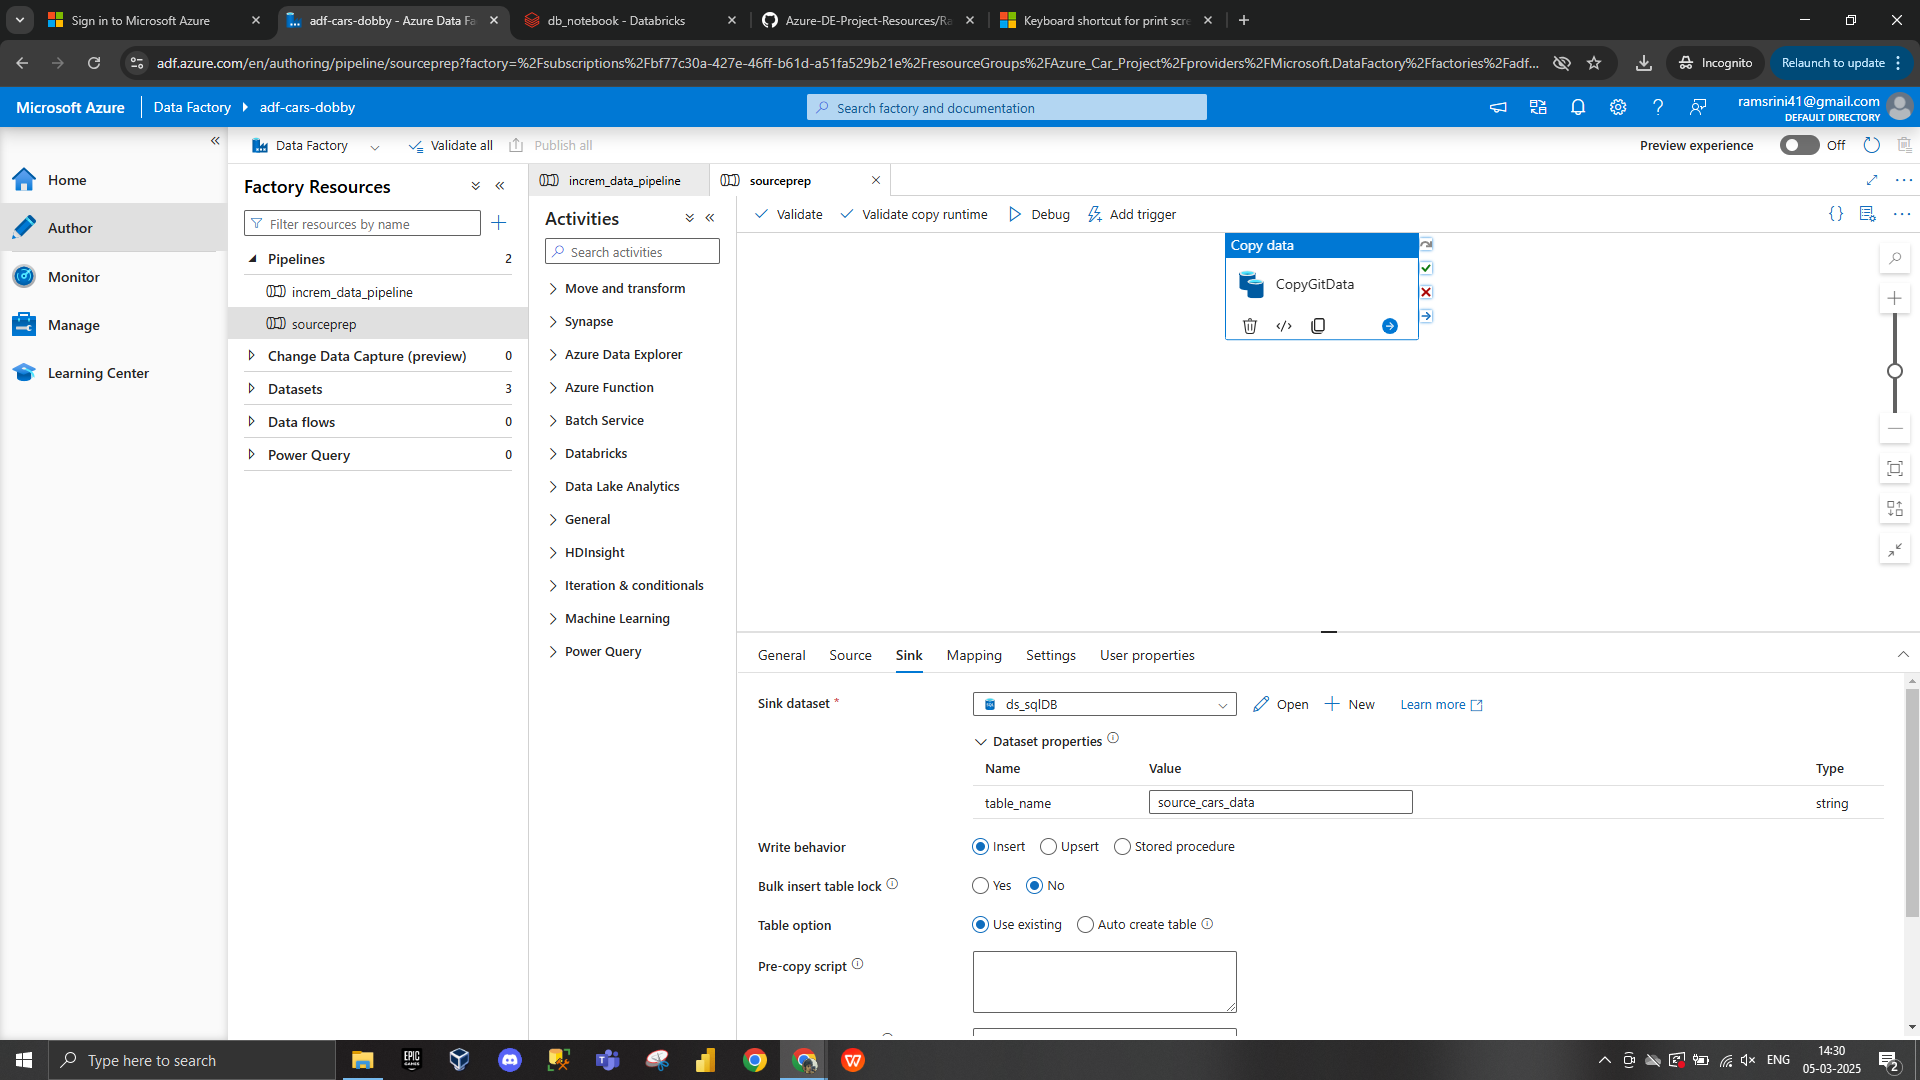 Sign in to Microsoft Azure
adf-cars-dobby - Azure Data Fa
db_notebook - Databricks
Azure-DE-Project-Resources/Ra
Keyboard shortcut for print scre
adf.azure.com/en/authoring/pipeline/sourceprep?factory=%2Fsubscriptions%2Fbf77c30a-427e-46ff-b61d-a51fa529b21e%2FresourceGroups%2FAzure_Car_Project%2Fproviders%2FMicrosoft.DataFactory%2Ffactories%2Fadf...
Incognito
Relaunch to update
Microsoft Azure
Data Factory
adf-cars-dobby
Search factory and documentation
ramsrini41@gmail.com
DEFAULT DIRECTORY
Data Factory
Validate all
Publish all
Preview experience
Off
Home
Author
Monitor
Manage
Learning Center
Factory Resources
Filter resources by name
Pipelines 2
increm_data_pipeline
sourceprep
Change Data Capture (preview) 0
Datasets 3
Data flows 0
Power Query 0
increm_data_pipeline
sourceprep
Activities
Search activities
Move and transform
Synapse
Azure Data Explorer
Azure Function
Batch Service
Databricks
Data Lake Analytics
General
HDInsight
Iteration & conditionals
Machine Learning
Power Query
Validate
Validate copy runtime
Debug
Add trigger
Copy data
CopyGitData
General
Source
Sink
Mapping
Settings
User properties
Sink dataset *
ds_sqlDB
Open
New
Learn more
Dataset properties
Name Value Type
table_name source_cars_data string
Write behavior
Insert
Upsert
Stored procedure
Bulk insert table lock
Yes
No
Table option
Use existing
Auto create table
Pre-copy script
Type here to search
EPIC
GAMES
ENG
14:30
05-03-2025
2